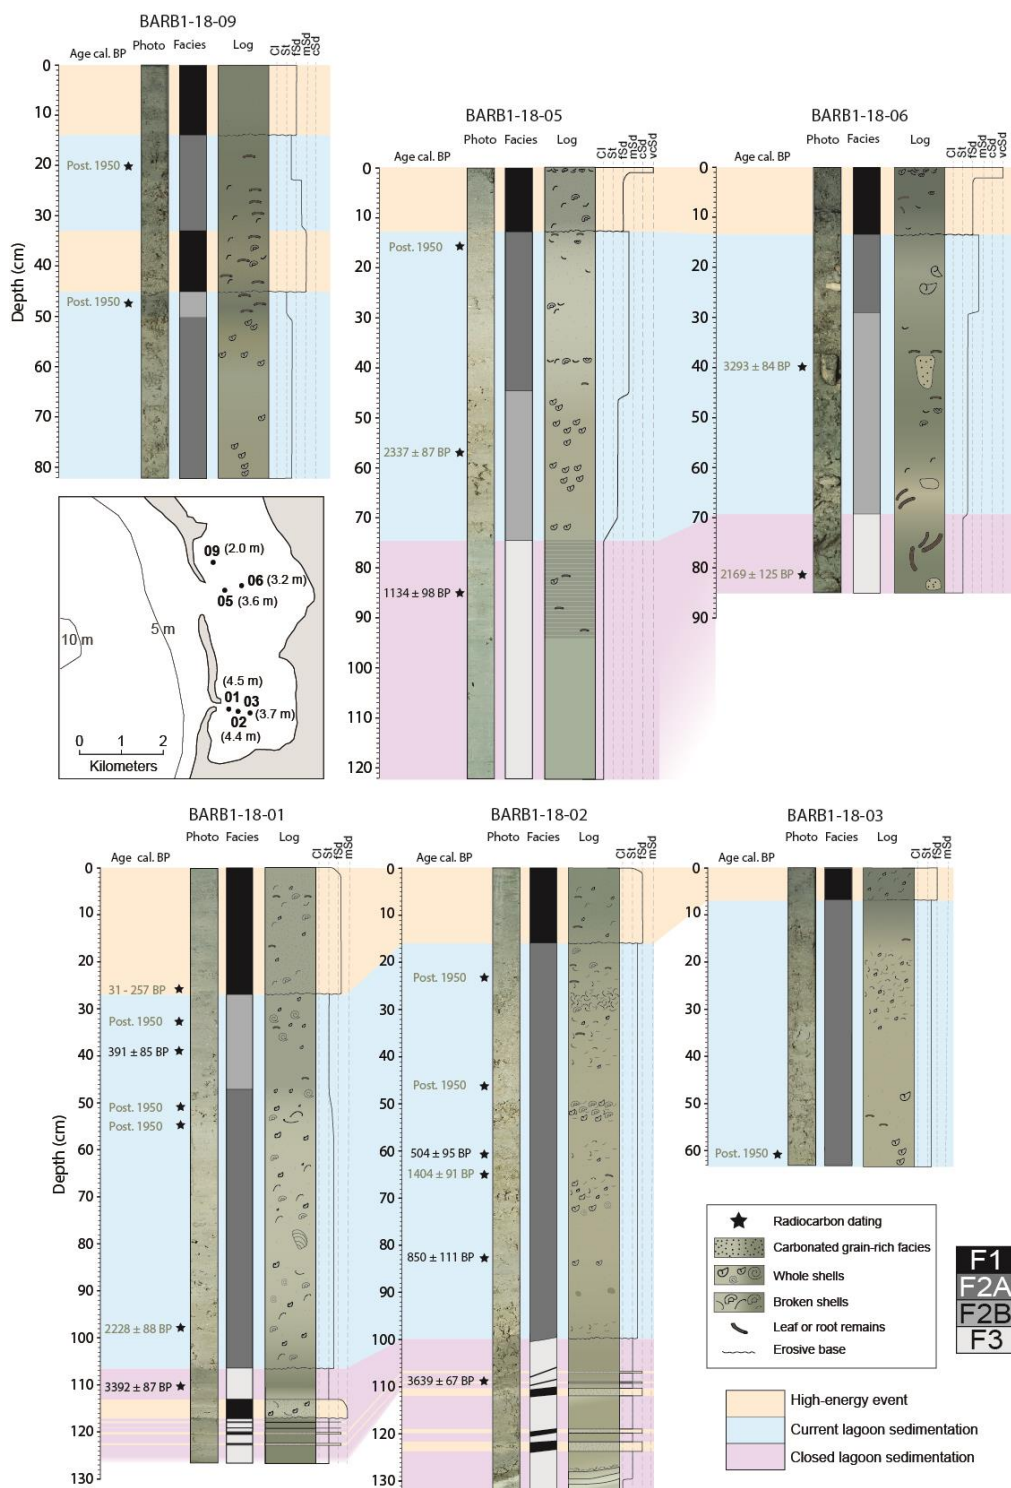 BARB1-18-09
Age cal. BP Photo Facies Log Cl St fSd mSd cSd
0
10
20
30
40
50
60
70
80
Depth (cm)
Post. 1950
Post. 1950
BARB1-18-05
Age cal. BP Photo Facies Log Cl St fSd mSd cSd vcSd
0
10
20
30
40
50
60
70
80
90
100
110
120
Post. 1950
2337 ± 87 BP
1134 ± 98 BP
BARB1-18-06
Age cal. BP Photo Facies Log Cl St fSd mSd cSd vcSd
0
10
20
30
40
50
60
70
80
90
3293 ± 84 BP
2169 ± 125 BP
09 (2.0 m)
06 (3.2 m)
05 (3.6 m)
10 m
5 m
(4.5 m)
01 03
(3.7 m)
02
(4.4 m)
0 1 2
Kilometers
BARB1-18-01
Age cal. BP Photo Facies Log Cl St fSd mSd
0
10
20
30
40
50
60
70
80
90
100
110
120
130
Depth (cm)
31 - 257 BP
Post. 1950
391 ± 85 BP
Post. 1950
Post. 1950
2228 ± 88 BP
3392 ± 87 BP
BARB1-18-02
Age cal. BP Photo Facies Log Cl St fSd mSd
0
10
20
30
40
50
60
70
80
90
100
110
120
130
Post. 1950
Post. 1950
504 ± 95 BP
1404 ± 91 BP
850 ± 111 BP
3639 ± 67 BP
BARB1-18-03
Age cal. BP Photo Facies Log Cl St fSd mSd
0
10
20
30
40
50
60
Post. 1950
Radiocarbon dating
Carbonated grain-rich facies
Whole shells
Broken shells
Leaf or root remains
Erosive base
F1
F2A
F2B
F3
High-energy event
Current lagoon sedimentation
Closed lagoon sedimentation